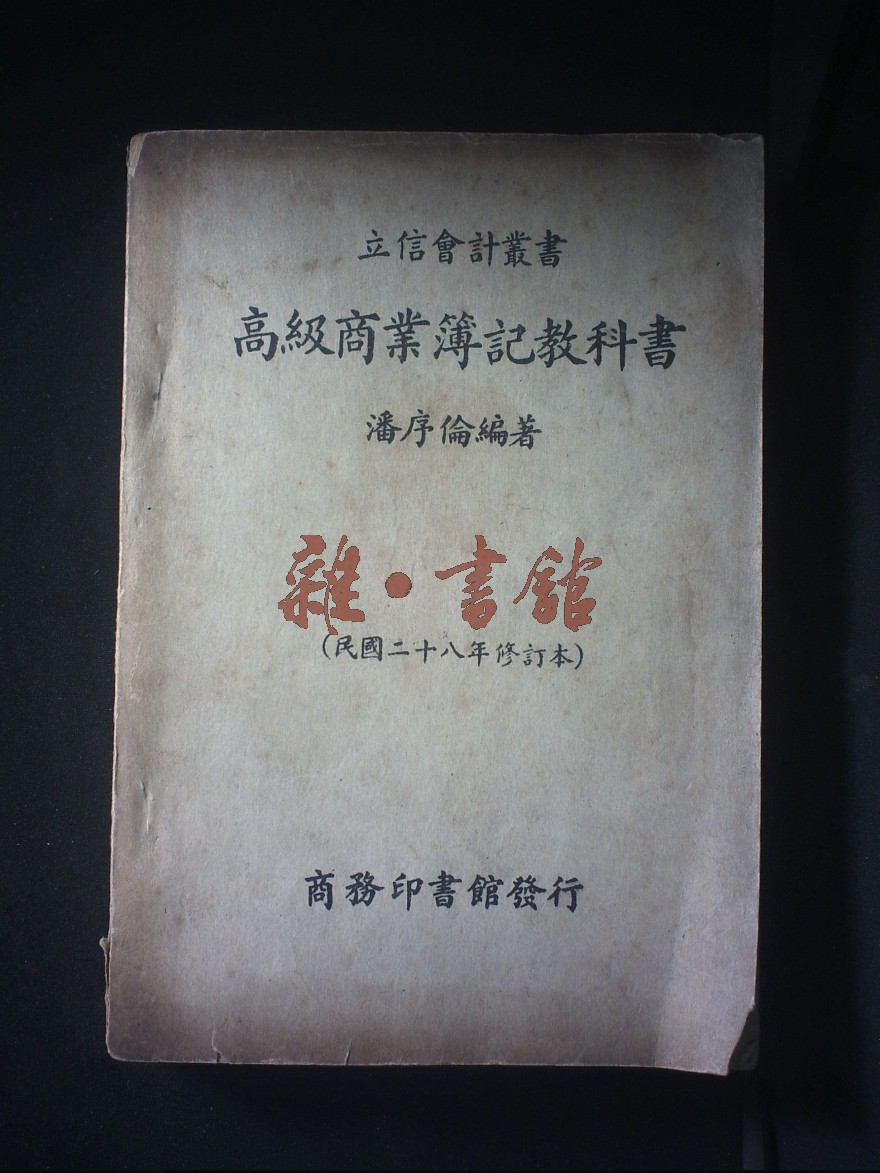 立信會計叢書
高級商業簿記教科書
潘序倫編著
雜·書館
(民國二十八年修訂本)
商務印書館發行